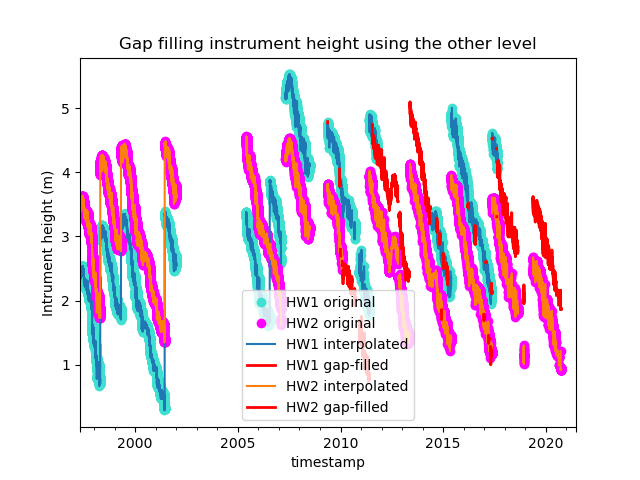 Gap filling instrument height using the other level
Intrument height (m)
5
4
3
2
1
HW1 original
HW2 original
HW1 interpolated
HW1 gap-filled
HW2 interpolated
HW2 gap-filled
2000
2005
2010
2015
2020
timestamp